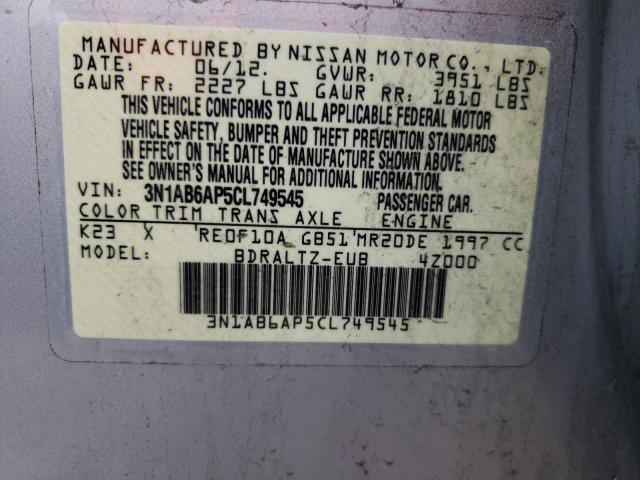 MANUFACTURED BY NISSAN MOTOR CO., LTD.
DATE: 06/12. GVWR: 3951 LBS
GAWR FR: 2227 LBS GAWR RR: 1810 LBS
THIS VEHICLE CONFORMS TO ALL APPLICABLE FEDERAL MOTOR
VEHICLE SAFETY, BUMPER AND THEFT PREVENTION STANDARDS
IN EFFECT ON THE DATE OF MANUFACTURE SHOWN ABOVE.
SEE OWNER'S MANUAL FOR ADDITIONAL INFORMATION.
VIN: 3N1AB6AP5CL749545 PASSENGER CAR.
COLOR TRIM TRANS AXLE ENGINE
K23 X RE0F10A GB51 MR20DE 1997 CC
MODEL: BDRALTZ-EUB 4Z000
3N1AB6AP5CL749545